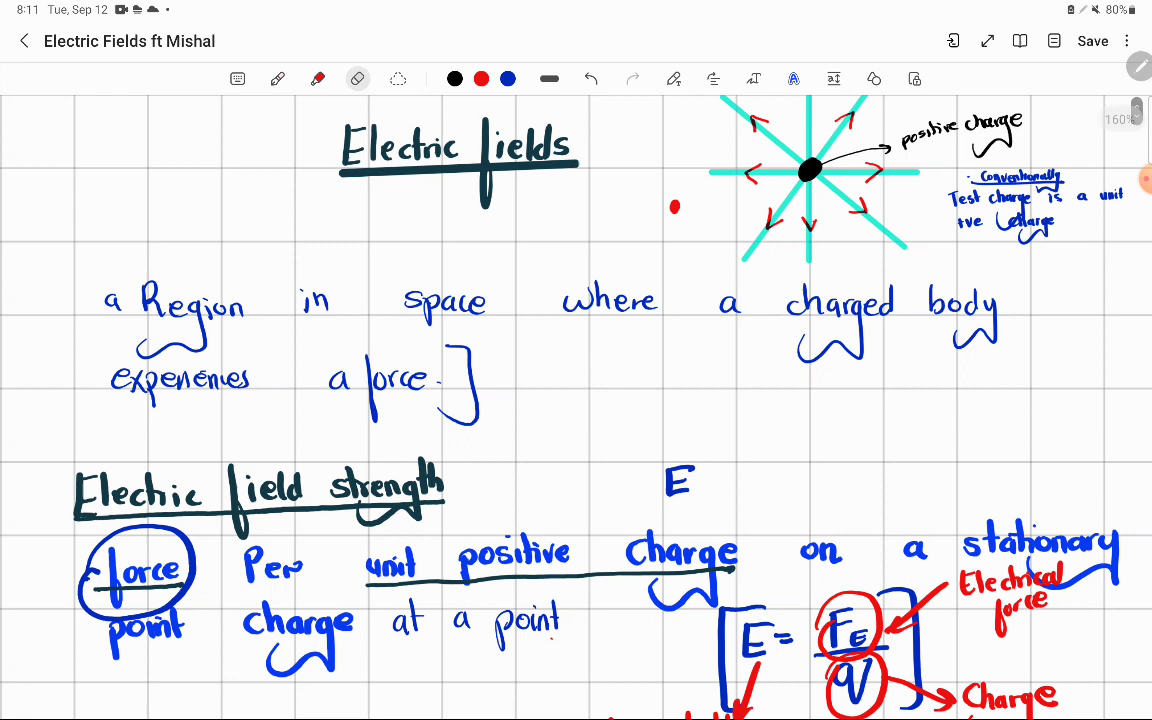 8:11 Tue, Sep 12
80%
Electric Fields ft Mishal
Save
160%
Electric fields
positive charge
Conventionally
Test charge is a unit
+ve charge
a Region in space where a charged body
experiences a force.
Electric field strength
E
force Per unit positive charge on a stationary
point charge at a point
E = FE
q
Electrical
force
Charge